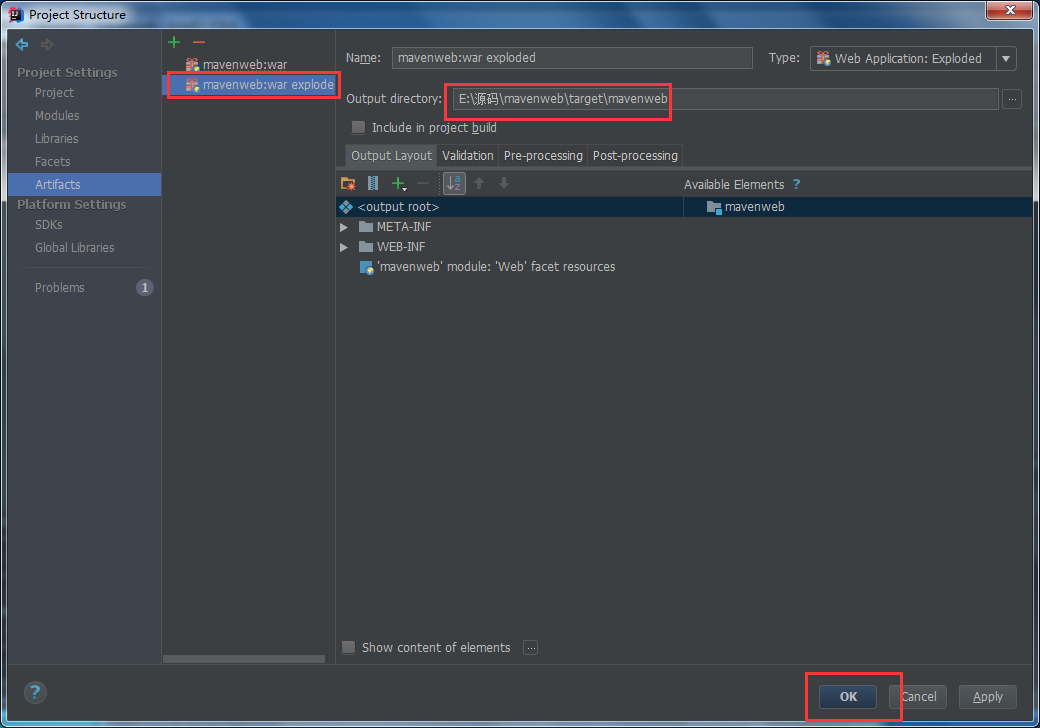 Project Structure
Project Settings
Project
Modules
Libraries
Facets
Artifacts
Platform Settings
SDKs
Global Libraries
Problems 1
mavenweb:war
mavenweb:war explode
Name: mavenweb:war exploded Type: Web Application: Exploded
Output directory: E:\源码\mavenweb\target\mavenweb ...
Include in project build
Output Layout Validation Pre-processing Post-processing
Available Elements ?
<output root> mavenweb
META-INF
WEB-INF
'mavenweb' module: 'Web' facet resources
Show content of elements ...
? OK Cancel Apply